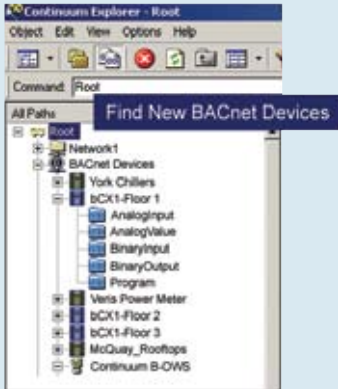 Continuum Explorer - Root
Object Edit View Options Help
Command Root
Find New BACnet Devices
All Paths
Root
Network1
BACnet Devices
York Chillers
bCX1-Floor 1
AnalogInput
AnalogValue
BinaryInput
BinaryOutput
Program
Veris Power Meter
bCX1-Floor 2
bCX1-Floor 3
McQuay_Rooftops
Continuum B-OWS